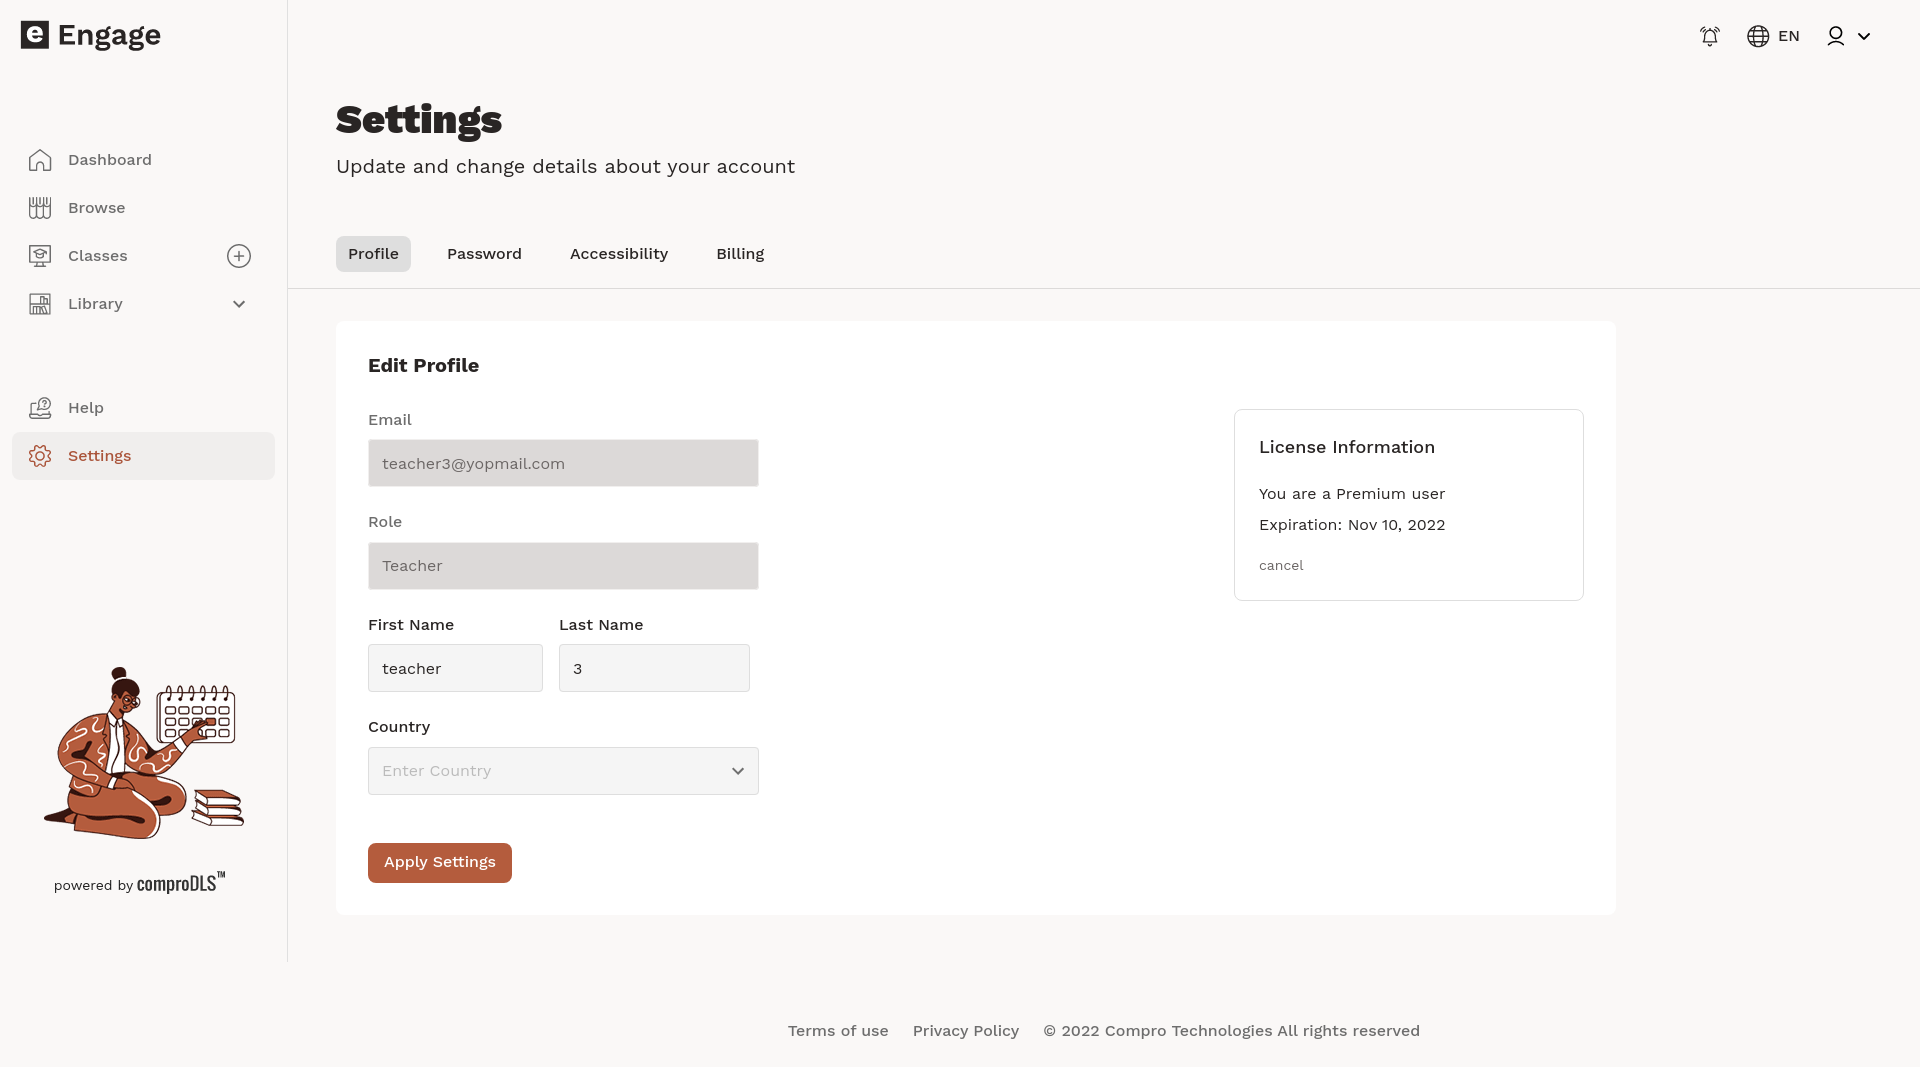 e Engage
EN
Dashboard
Browse
Classes
Library
Help
Settings
powered by comproDLS™
Settings
Update and change details about your account
Profile Password Accessibility Billing
Edit Profile
Email
teacher3@yopmail.com
Role
Teacher
First Name Last Name
teacher 3
Country
Enter Country
Apply Settings
License Information
You are a Premium user
Expiration: Nov 10, 2022
cancel
Terms of use Privacy Policy © 2022 Compro Technologies All rights reserved